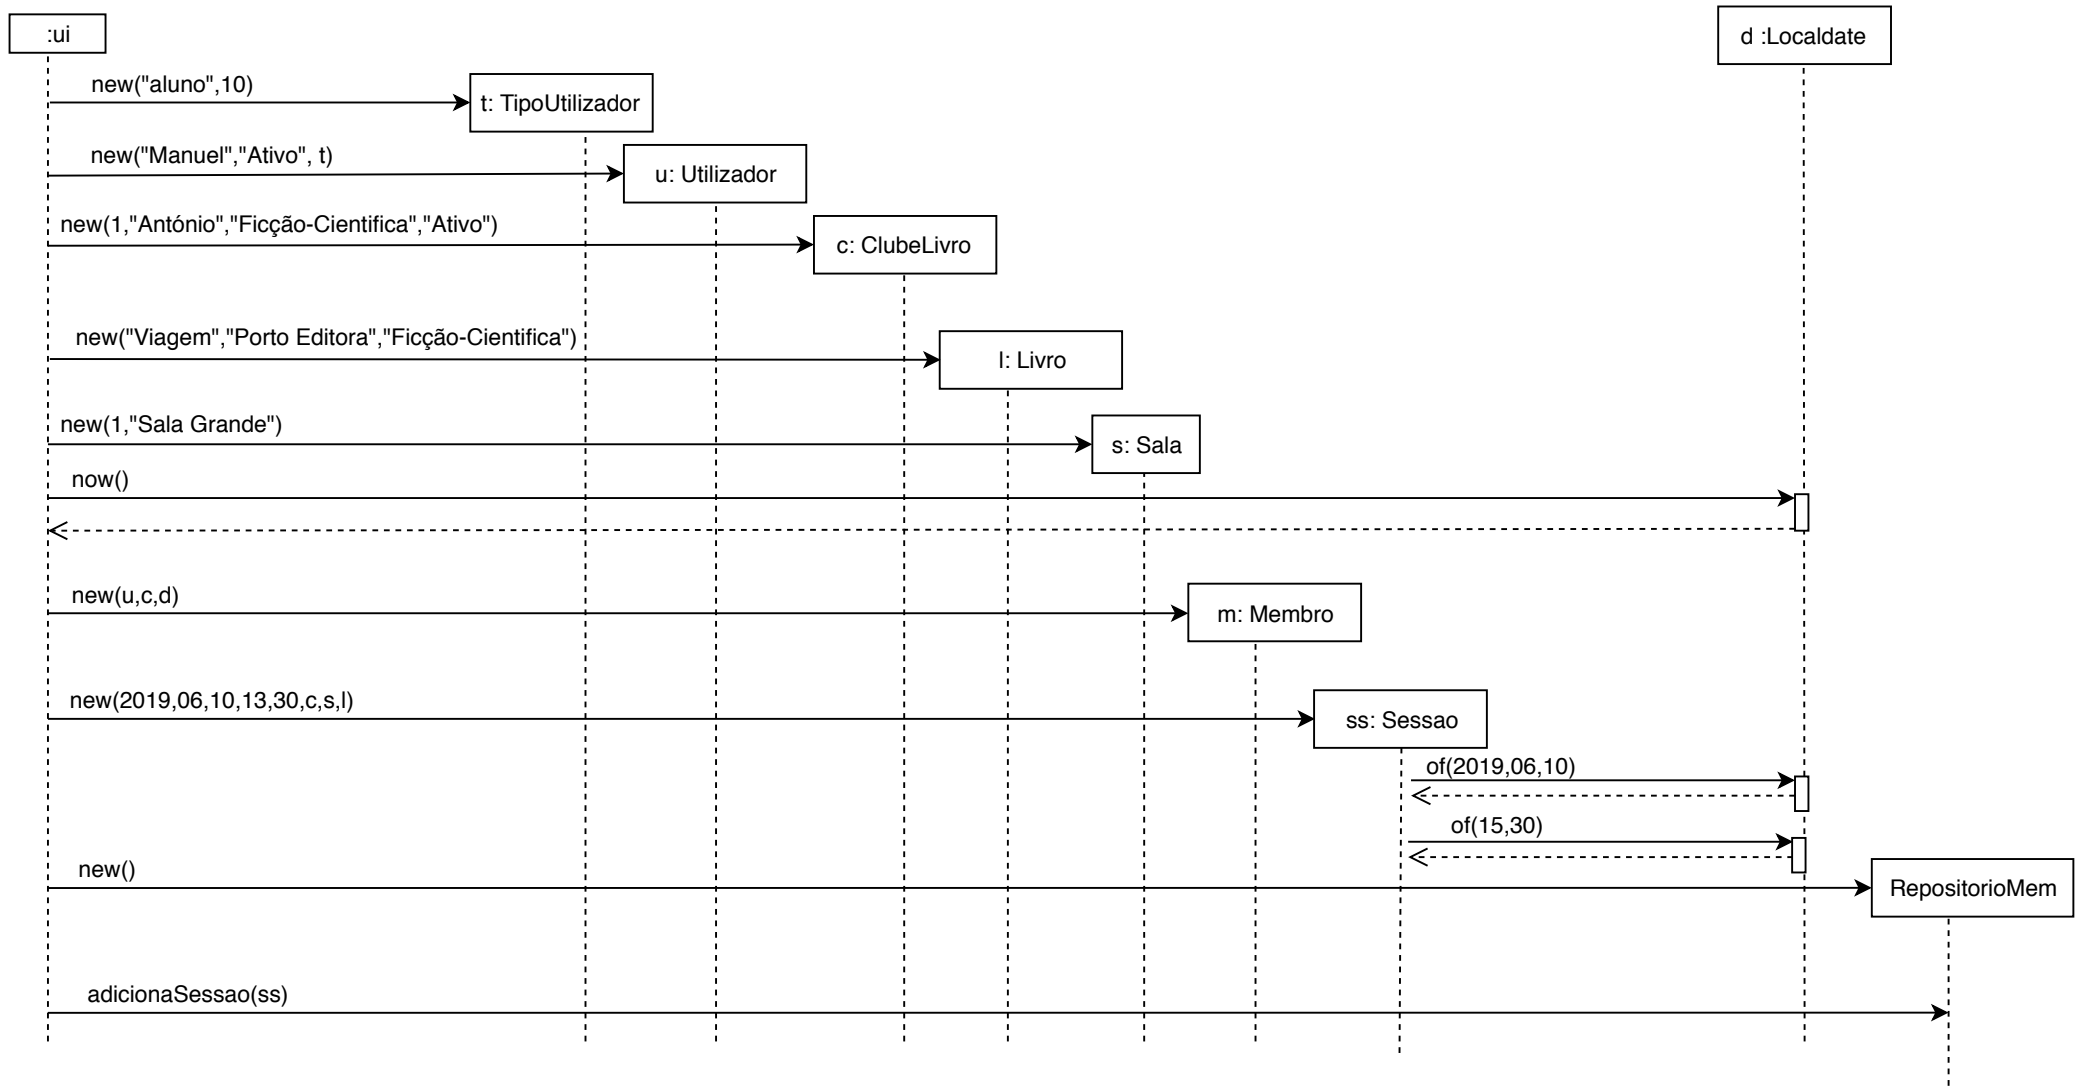 :ui
d :Localdate
new("aluno",10)
t: TipoUtilizador
new("Manuel","Ativo", t)
u: Utilizador
new(1,"António","Ficção-Cientifica","Ativo")
c: ClubeLivro
new("Viagem","Porto Editora","Ficção-Cientifica")
l: Livro
new(1,"Sala Grande")
s: Sala
now()
new(u,c,d)
m: Membro
new(2019,06,10,13,30,c,s,l)
ss: Sessao
of(2019,06,10)
of(15,30)
new()
RepositorioMem
adicionaSessao(ss)